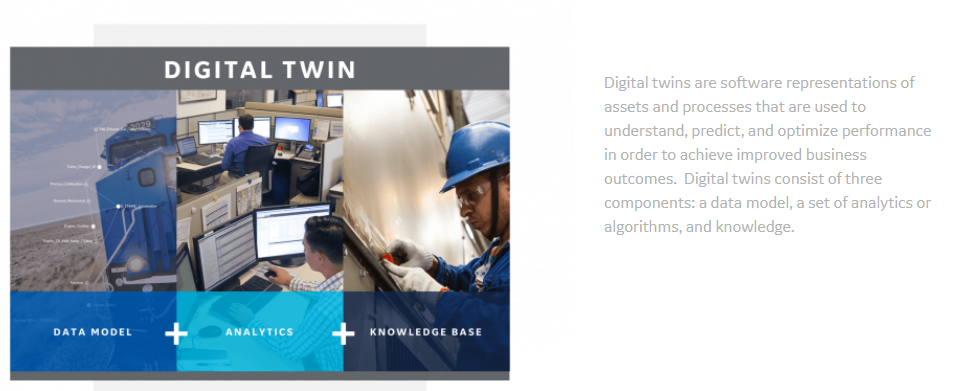 DIGITAL TWIN
2029
DATA MODEL + ANALYTICS + KNOWLEDGE BASE
Digital twins are software representations of
assets and processes that are used to
understand, predict, and optimize performance
in order to achieve improved business
outcomes.  Digital twins consist of three
components: a data model, a set of analytics or
algorithms, and knowledge.